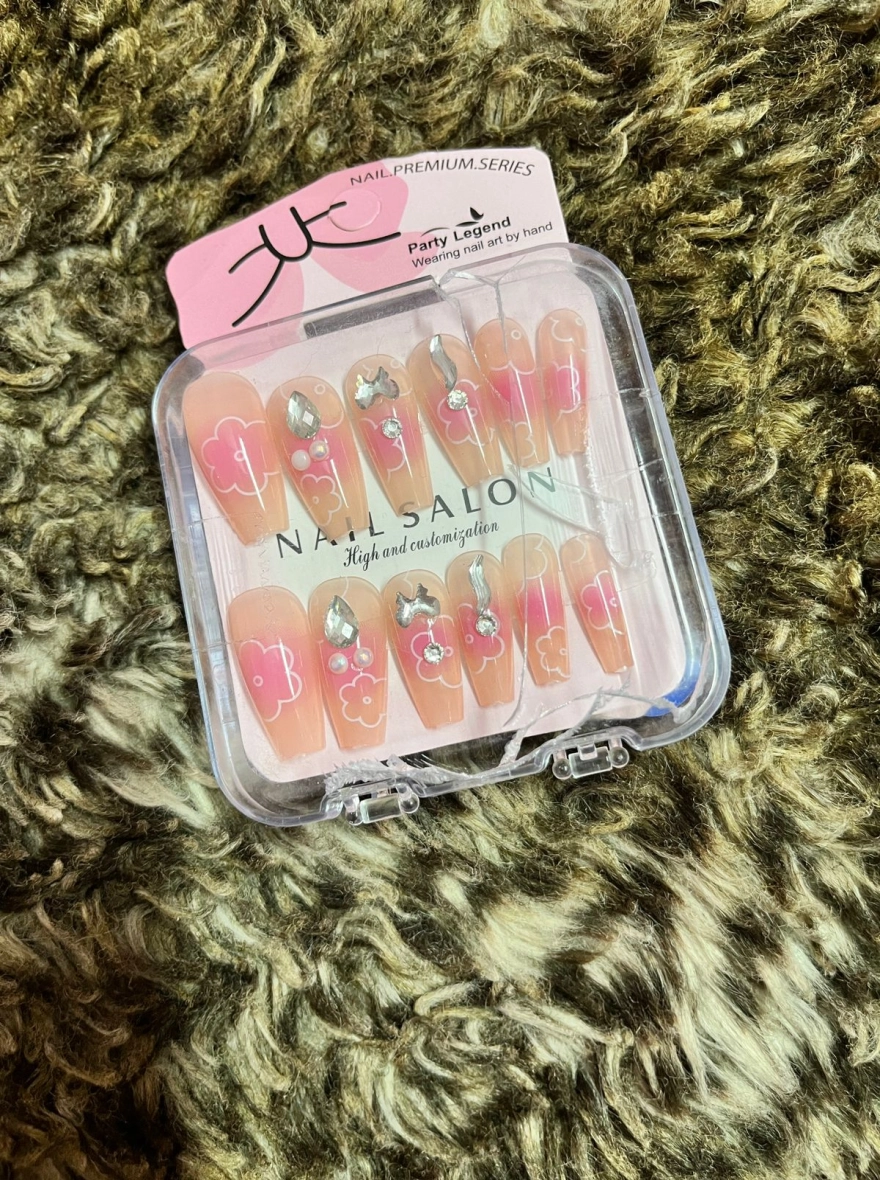 NAIL.PREMIUM.SERIES
Party Legend
Wearing nail art by hand
NAIL SALON
High and customization